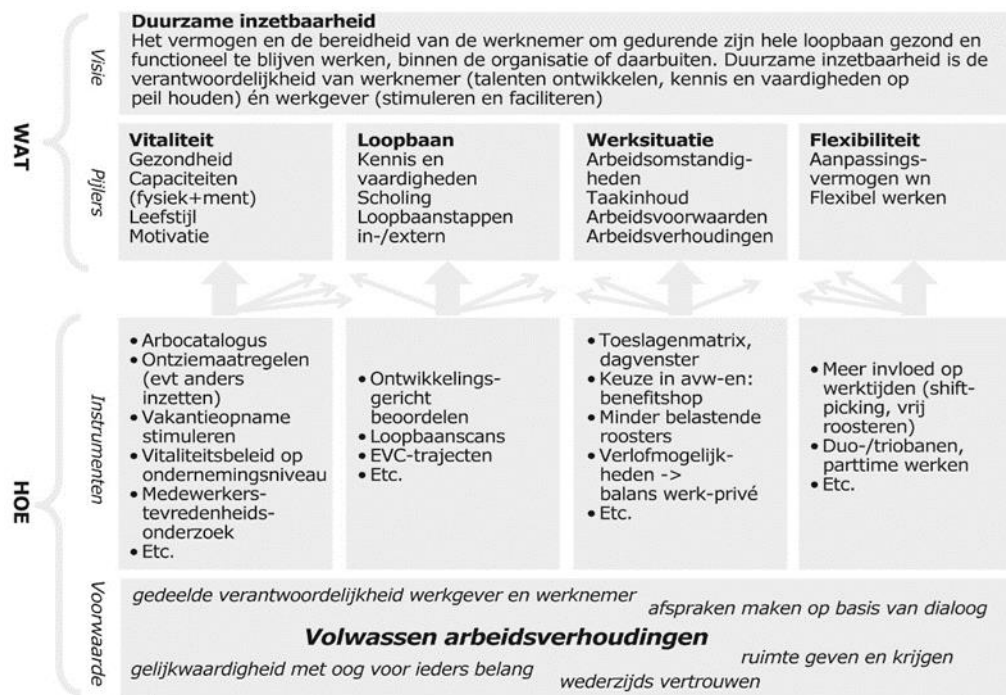 WAT
Visie
Duurzame inzetbaarheid
Het vermogen en de bereidheid van de werknemer om gedurende zijn hele loopbaan gezond en
functioneel te blijven werken, binnen de organisatie of daarbuiten. Duurzame inzetbaarheid is de
verantwoordelijkheid van werknemer (talenten ontwikkelen, kennis en vaardigheden op
peil houden) én werkgever (stimuleren en faciliteren)
Pijlers
Vitaliteit
Gezondheid
Capaciteiten
(fysiek+ment)
Leefstijl
Motivatie
Loopbaan
Kennis en
vaardigheden
Scholing
Loopbaanstappen
in-/extern
Werksituatie
Arbeidsomstandig-
heden
Taakinhoud
Arbeidsvoorwaarden
Arbeidsverhoudingen
Flexibiliteit
Aanpassings-
vermogen wn
Flexibel werken
HOE
Instrumenten
• Arbocatalogus
• Ontziemaatregelen
(evt anders
inzetten)
• Vakantieopname
stimuleren
• Vitaliteitsbeleid op
ondernemingsniveau
• Medewerkers-
tevredenheids-
onderzoek
• Etc.
• Ontwikkelings-
gericht
beoordelen
• Loopbaanscans
• EVC-trajecten
• Etc.
• Toeslagenmatrix,
dagvenster
• Keuze in avw-en:
benefitshop
• Minder belastende
roosters
• Verlofmogelijk-
heden ->
balans werk-privé
• Etc.
• Meer invloed op
werktijden (shift-
picking, vrij
roosteren)
• Duo-/triobanen,
parttime werken
• Etc.
Voorwaarde
gedeelde verantwoordelijkheid werkgever en werknemer
afspraken maken op basis van dialoog
Volwassen arbeidsverhoudingen
ruimte geven en krijgen
gelijkwaardigheid met oog voor ieders belang
wederzijds vertrouwen